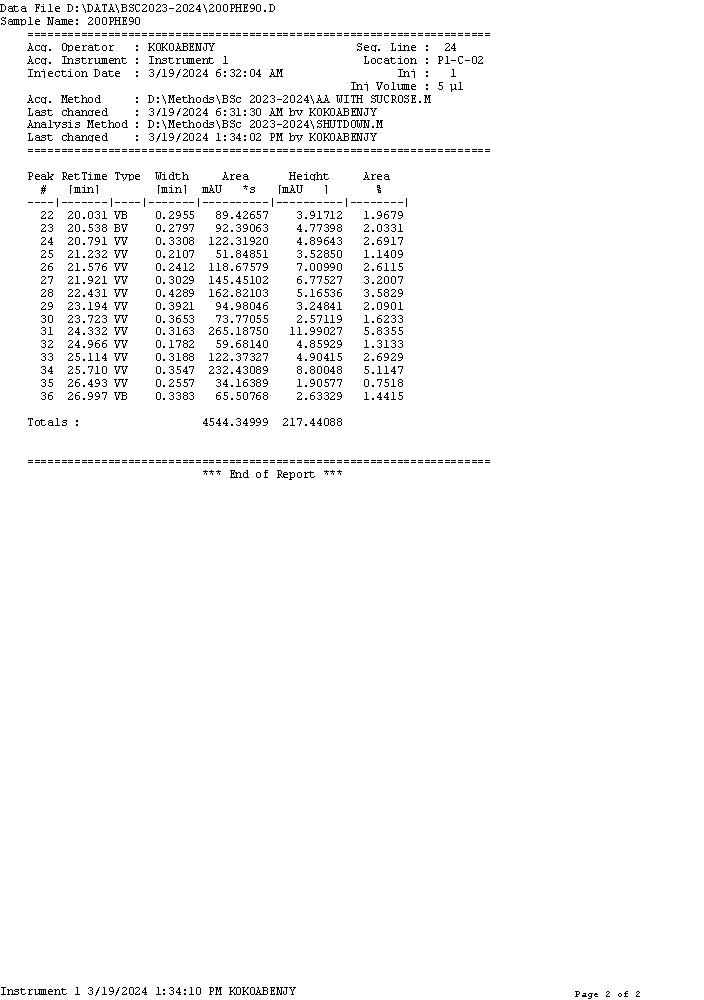 Data File D:\DATA\BSC2023-2024\200PHE90.D
Sample Name: 200PHE90
=====================================================================
Acq. Operator   : KOKOABENJY                     Seq. Line :  24
Acq. Instrument : Instrument 1                    Location : P1-C-02
Injection Date  : 3/19/2024 6:32:04 AM                 Inj :   1
Inj Volume : 5 µl
Acq. Method     : D:\Methods\BSc 2023-2024\AA WITH SUCROSE.M
Last changed    : 3/19/2024 6:31:30 AM by KOKOABENJY
Analysis Method : D:\Methods\BSc 2023-2024\SHUTDOWN.M
Last changed    : 3/19/2024 1:34:02 PM by KOKOABENJY
=====================================================================
Peak RetTime Type  Width     Area      Height     Area
  #   [min]        [min]  mAU   *s   [mAU   ]       %
----|-------|----|-------|----------|----------|--------|
  22  20.031 VB   0.2955   89.42657    3.91712   1.9679
  23  20.538 BV   0.2797   92.39063    4.77398   2.0331
  24  20.791 VV   0.3308  122.31920    4.89643   2.6917
  25  21.232 VV   0.2107   51.84851    3.52850   1.1409
  26  21.576 VV   0.2412  118.67579    7.00990   2.6115
  27  21.921 VV   0.3029  145.45102    6.77527   3.2007
  28  22.431 VV   0.4289  162.82103    5.16536   3.5829
  29  23.194 VV   0.3921   94.98046    3.24841   2.0901
  30  23.723 VV   0.3653   73.77055    2.57119   1.6233
  31  24.332 VV   0.3163  265.18750   11.99027   5.8355
  32  24.966 VV   0.1782   59.68140    4.85929   1.3133
  33  25.114 VV   0.3188  122.37327    4.90415   2.6929
  34  25.710 VV   0.3547  232.43089    8.80048   5.1147
  35  26.493 VV   0.2557   34.16389    1.90577   0.7518
  36  26.997 VB   0.3383   65.50768    2.63329   1.4415
Totals :                  4544.34999  217.44088
=====================================================================
*** End of Report ***
Instrument 1 3/19/2024 1:34:10 PM KOKOABENJY
Page 2 of 2